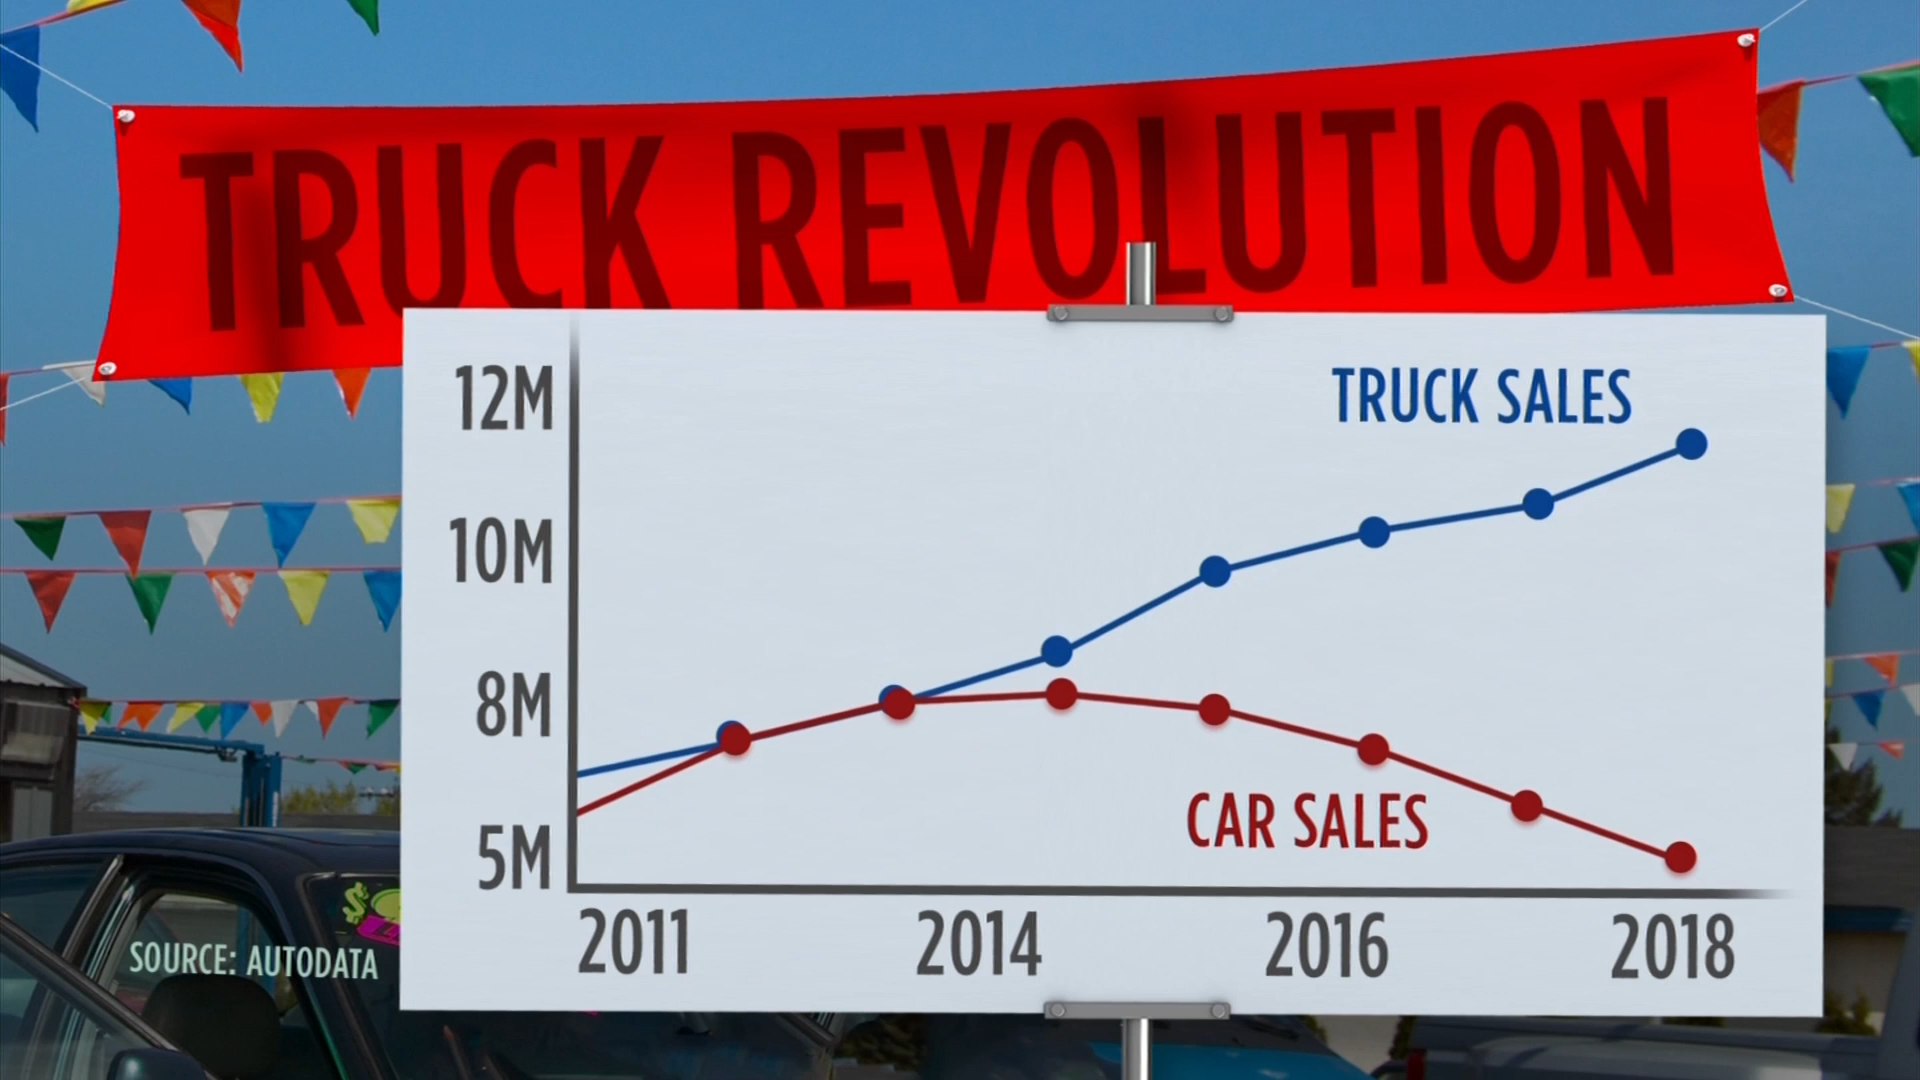 TRUCK REVOLUTION
12M
TRUCK SALES
10M
8M
CAR SALES
5M
2011 2014 2016 2018
SOURCE: AUTODATA